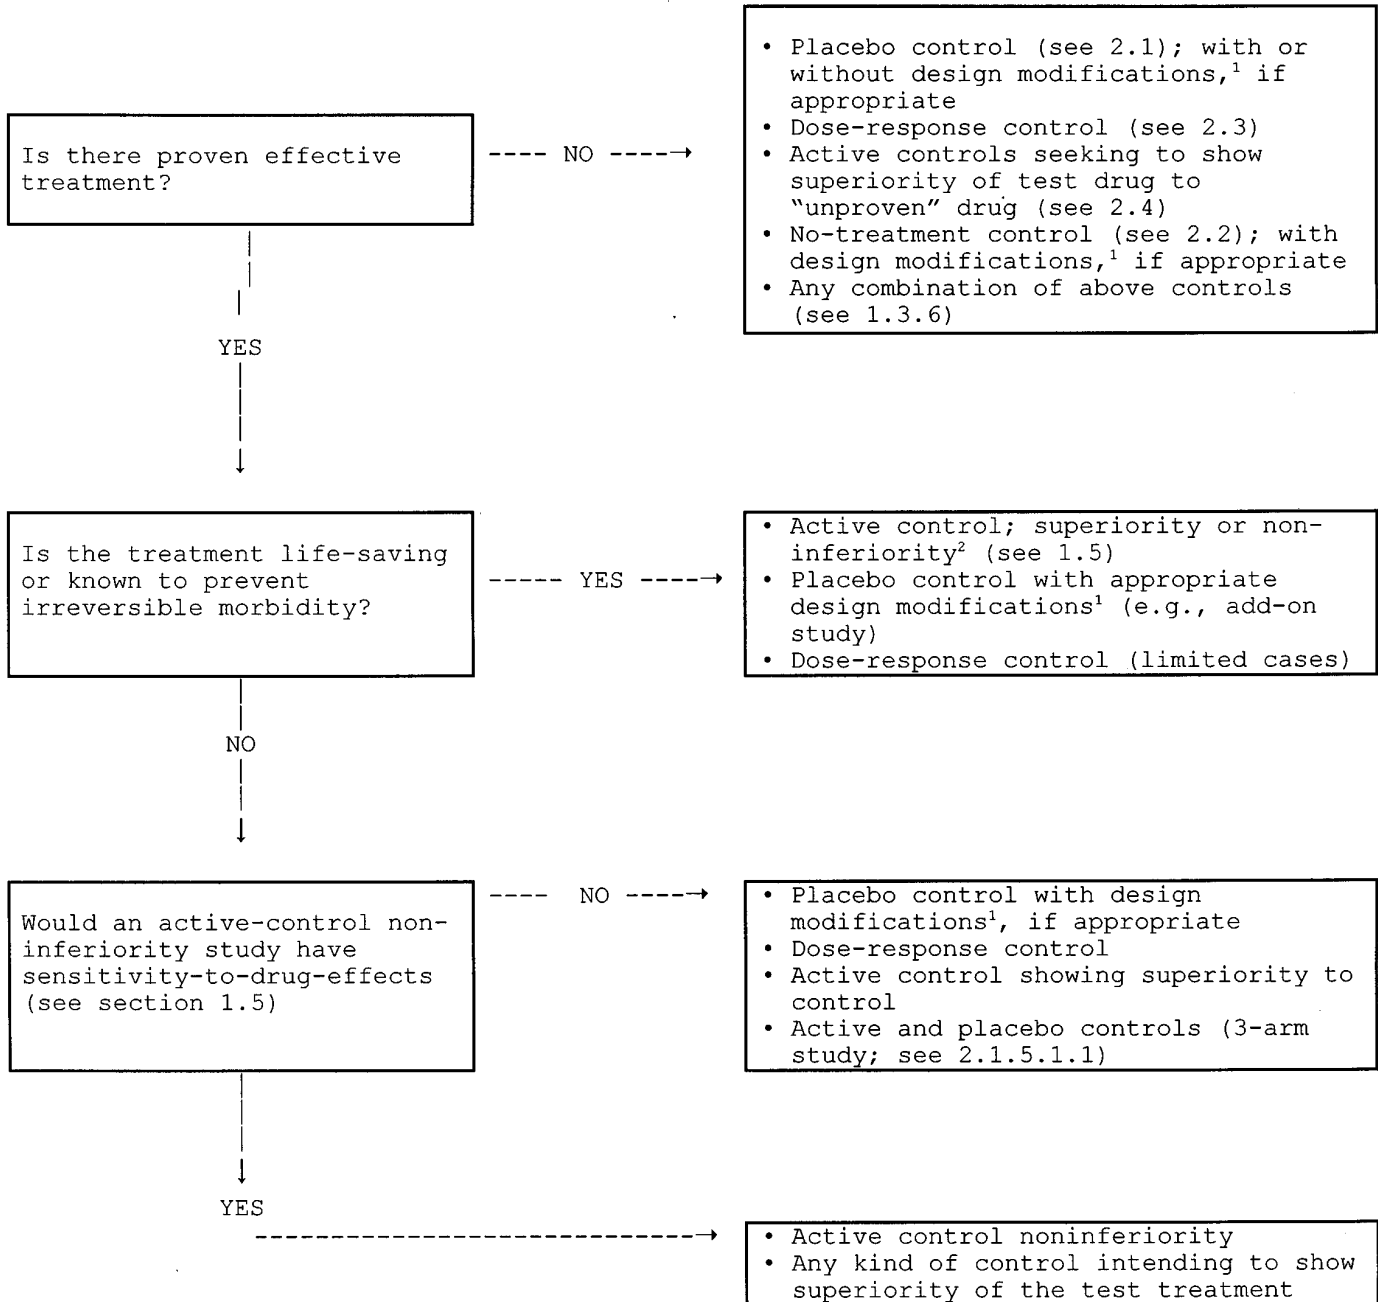 Is there proven effective
treatment?
---- NO ----→
• Placebo control (see 2.1); with or
without design modifications,¹ if
appropriate
• Dose-response control (see 2.3)
• Active controls seeking to show
superiority of test drug to
"unproven" drug (see 2.4)
• No-treatment control (see 2.2); with
design modifications,¹ if appropriate
• Any combination of above controls
(see 1.3.6)
YES
Is the treatment life-saving
or known to prevent
irreversible morbidity?
----- YES ----→
• Active control; superiority or non-
inferiority² (see 1.5)
• Placebo control with appropriate
design modifications¹ (e.g., add-on
study)
• Dose-response control (limited cases)
NO
Would an active-control non-
inferiority study have
sensitivity-to-drug-effects
(see section 1.5)
---- NO ----→
• Placebo control with design
modifications¹, if appropriate
• Dose-response control
• Active control showing superiority to
control
• Active and placebo controls (3-arm
study; see 2.1.5.1.1)
YES
• Active control noninferiority
• Any kind of control intending to show
superiority of the test treatment